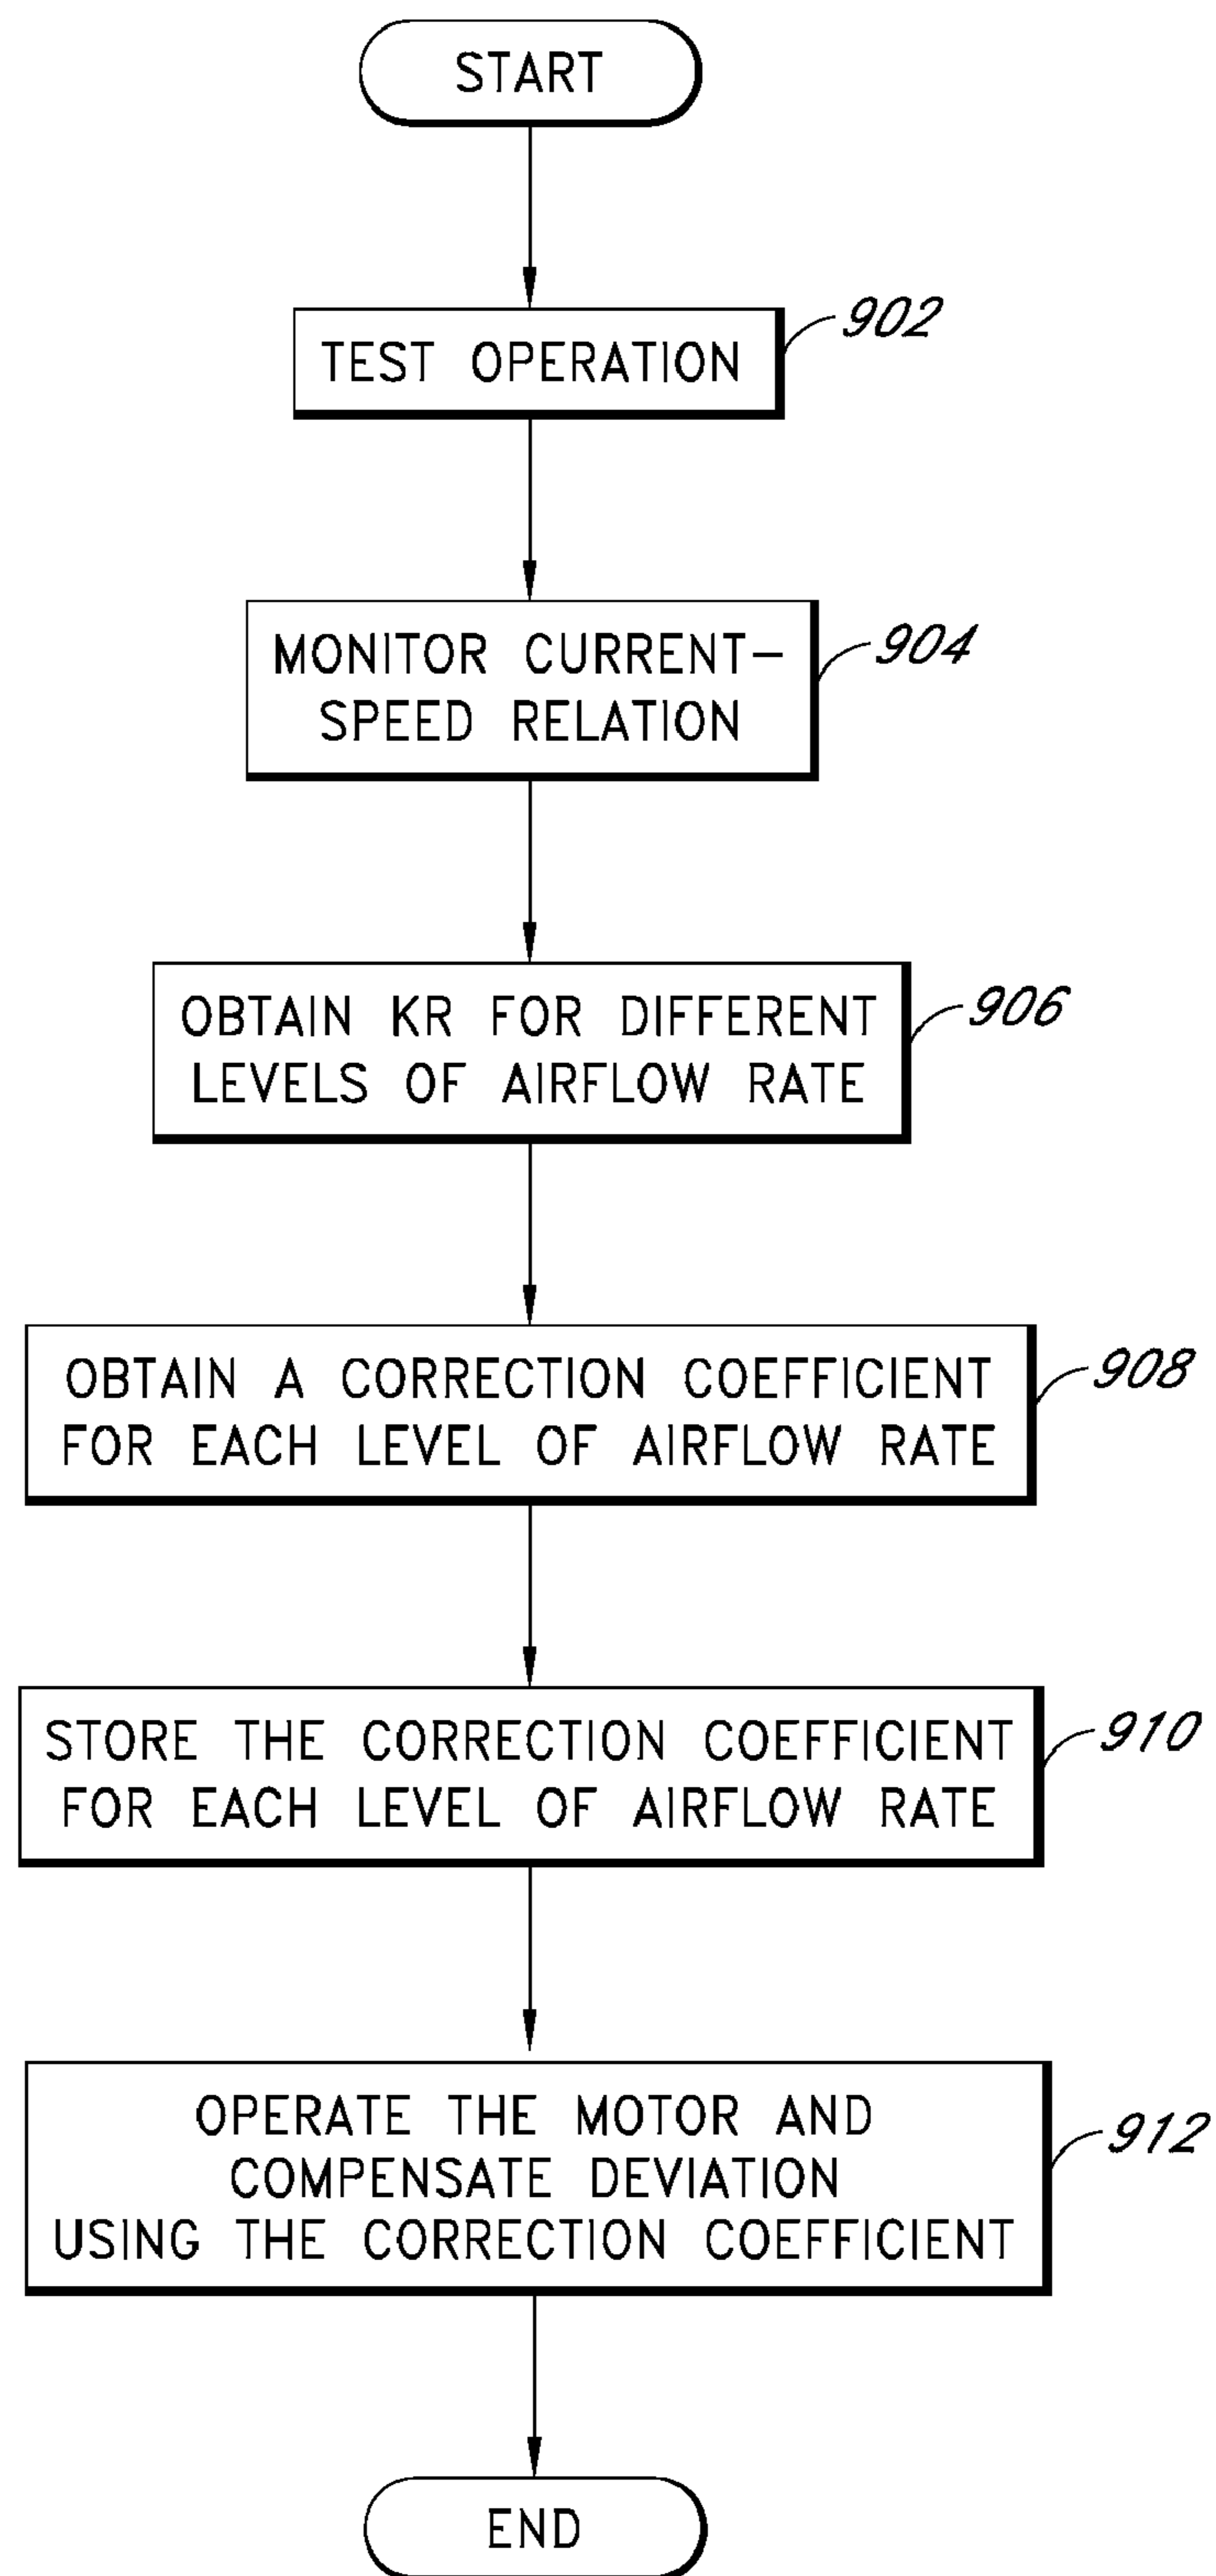 START
TEST OPERATION
902
MONITOR CURRENT-
SPEED RELATION
904
OBTAIN KR FOR DIFFERENT
LEVELS OF AIRFLOW RATE
906
OBTAIN A CORRECTION COEFFICIENT
FOR EACH LEVEL OF AIRFLOW RATE
908
STORE THE CORRECTION COEFFICIENT
FOR EACH LEVEL OF AIRFLOW RATE
910
OPERATE THE MOTOR AND
COMPENSATE DEVIATION
USING THE CORRECTION COEFFICIENT
912
END